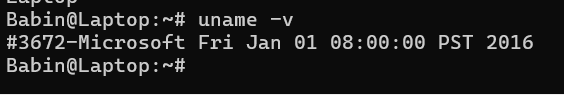 Babin@Laptop:~# uname -v
#3672-Microsoft Fri Jan 01 08:00:00 PST 2016
Babin@Laptop:~#